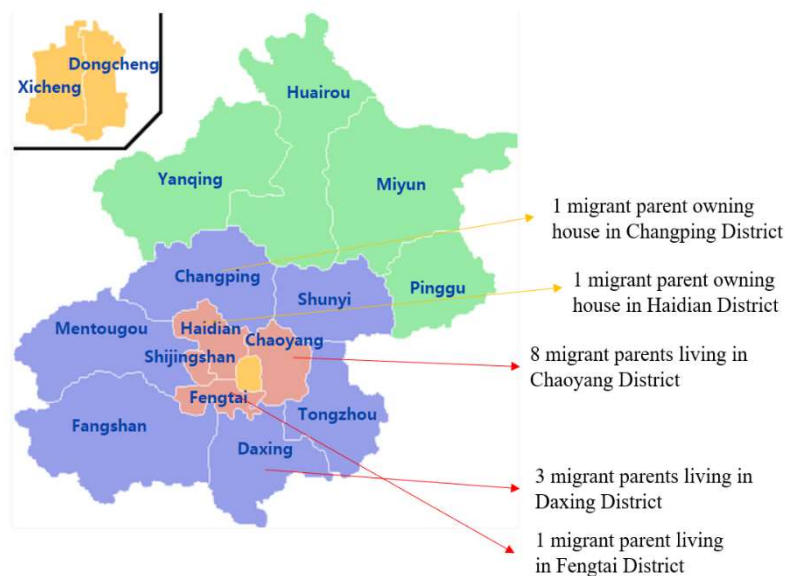 Dongcheng
Xicheng
Huairou
Yanqing
Miyun
1 migrant parent owning
house in Changping District
Changping
Shunyi
Pinggu
1 migrant parent owning
house in Haidian District
Mentougou
Haidian
Chaoyang
Shijingshan
8 migrant parents living in
Chaoyang District
Fengtai
Tongzhou
Fangshan
Daxing
3 migrant parents living in
Daxing District
1 migrant parent living
in Fengtai District